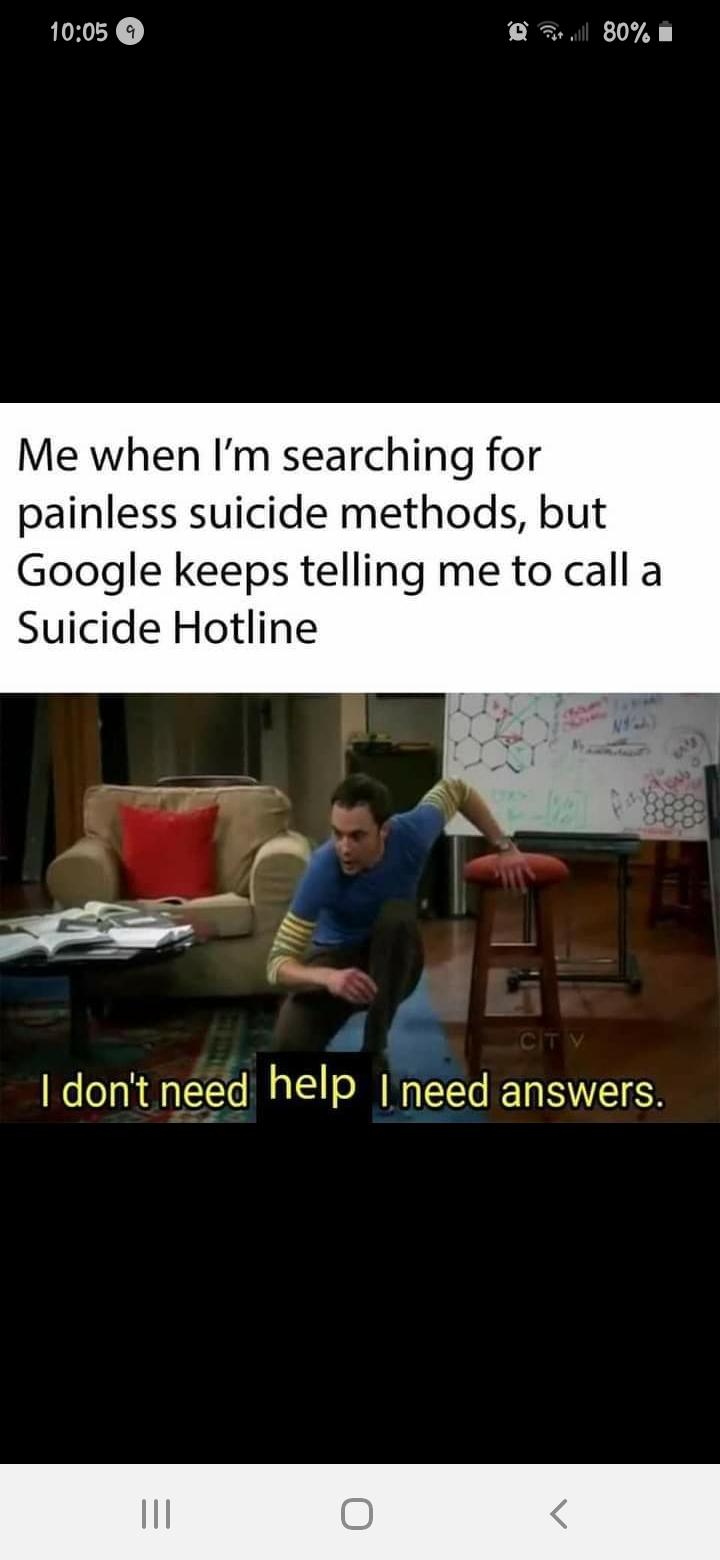 10:05 9 80%
Me when I'm searching for
painless suicide methods, but
Google keeps telling me to call a
Suicide Hotline
CTV
I don't need help I need answers.